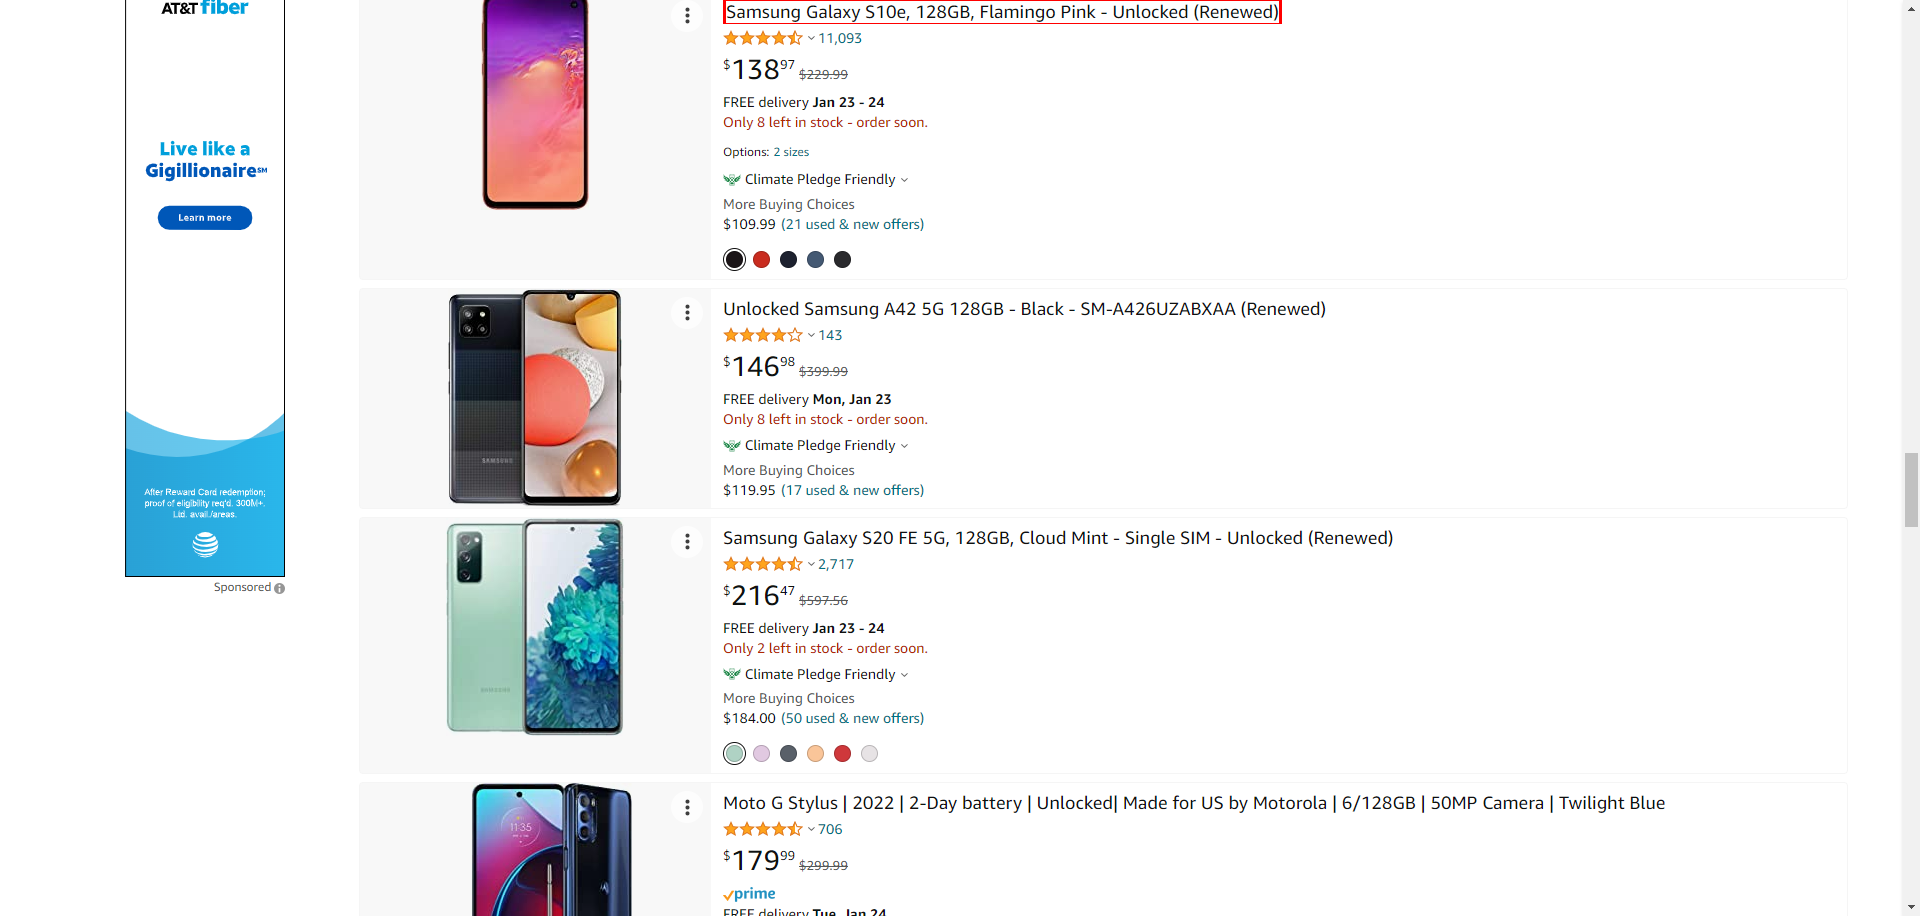 AT&T fiber
Live like a
Gigillionaire℠
Learn more
After Reward Card redemption;
proof of eligibility req'd. 300M+.
Ltd. avail./areas.
Sponsored
Samsung Galaxy S10e, 128GB, Flamingo Pink - Unlocked (Renewed)
11,093
$138.97 $229.99
FREE delivery Jan 23 - 24
Only 8 left in stock - order soon.
Options: 2 sizes
Climate Pledge Friendly
More Buying Choices
$109.99 (21 used & new offers)
SAMSUNG
Unlocked Samsung A42 5G 128GB - Black - SM-A426UZABXAA (Renewed)
143
$146.98 $399.99
FREE delivery Mon, Jan 23
Only 8 left in stock - order soon.
Climate Pledge Friendly
More Buying Choices
$119.95 (17 used & new offers)
SAMSUNG
Samsung Galaxy S20 FE 5G, 128GB, Cloud Mint - Single SIM - Unlocked (Renewed)
2,717
$216.47 $597.56
FREE delivery Jan 23 - 24
Only 2 left in stock - order soon.
Climate Pledge Friendly
More Buying Choices
$184.00 (50 used & new offers)
11:35
Moto G Stylus | 2022 | 2-Day battery | Unlocked| Made for US by Motorola | 6/128GB | 50MP Camera | Twilight Blue
706
$179.99 $299.99
prime
FREE delivery Tue, Jan 24